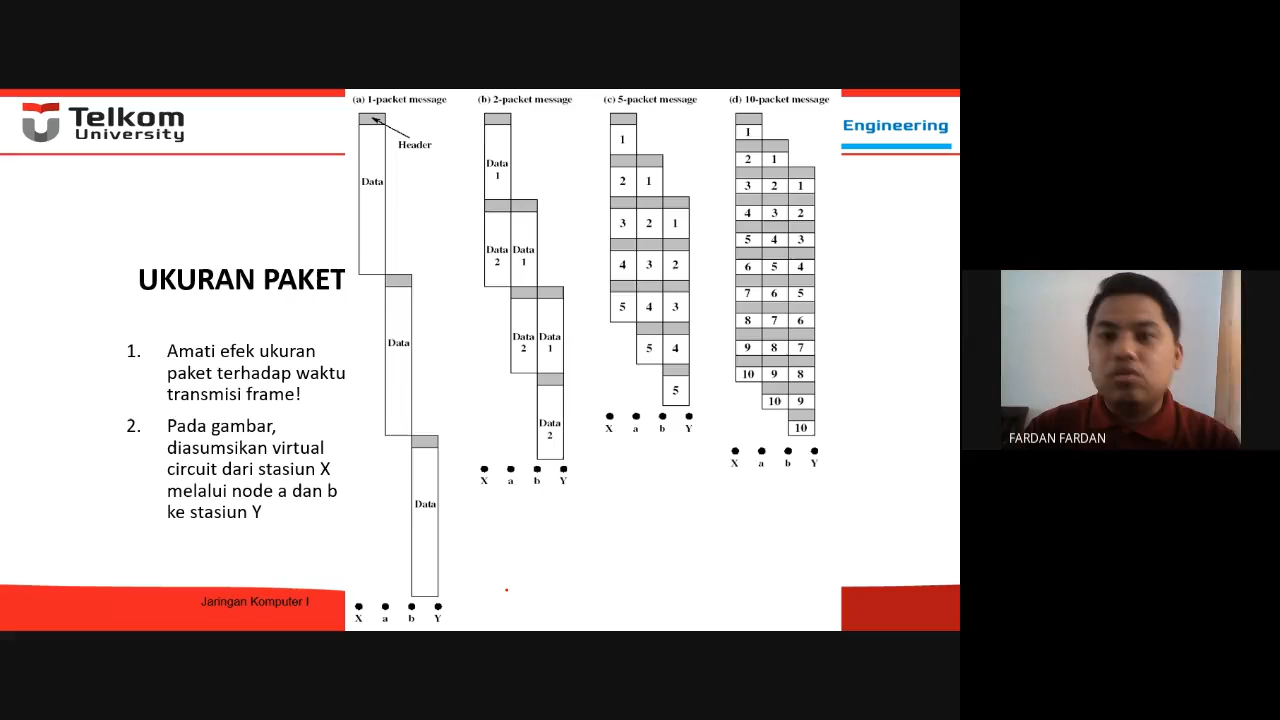 Telkom
University
Engineering
UKURAN PAKET
1. Amati efek ukuran
paket terhadap waktu
transmisi frame!
2. Pada gambar,
diasumsikan virtual
circuit dari stasiun X
melalui node a dan b
ke stasiun Y
Jaringan Komputer I
(a) 1-packet message
Header
Data
Data
Data
X a b Y
(b) 2-packet message
Data
1
Data Data
2 1
Data Data
2 1
Data
2
X a b Y
(c) 5-packet message
1
2 1
3 2 1
4 3 2
5 4 3
5 4
5
X a b Y
(d) 10-packet message
1
2 1
3 2 1
4 3 2
5 4 3
6 5 4
7 6 5
8 7 6
9 8 7
10 9 8
10 9
10
X a b Y
FARDAN FARDAN